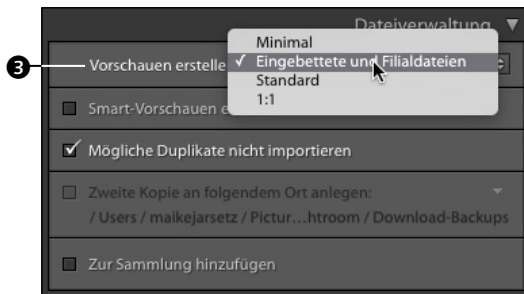 Dateiverwaltung
Minimal
❸ Vorschauen erstelle ✓ Eingebettete und Filialdateien
Standard
Smart-Vorschauen e
1:1
Mögliche Duplikate nicht importieren
Zweite Kopie an folgendem Ort anlegen:
/ Users / maikejarsetz / Pictur...htroom / Download-Backups
Zur Sammlung hinzufügen